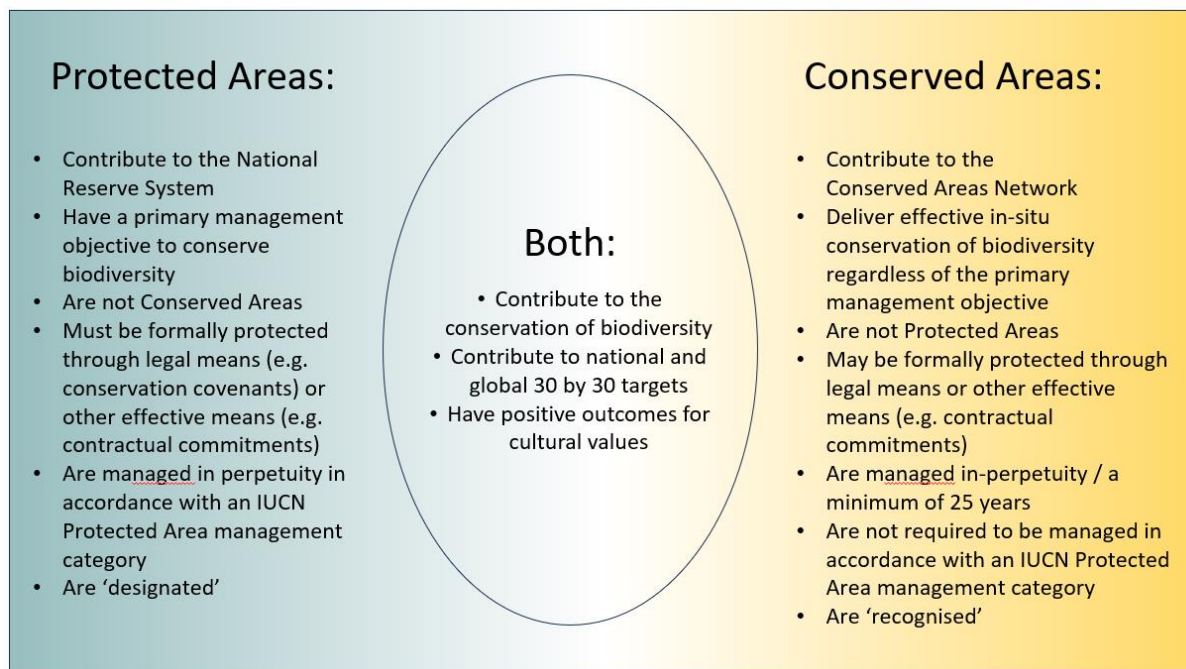 Protected Areas:
• Contribute to the National
Reserve System
• Have a primary management
objective to conserve
biodiversity
• Are not Conserved Areas
• Must be formally protected
through legal means (e.g.
conservation covenants) or
other effective means (e.g.
contractual commitments)
• Are managed in perpetuity in
accordance with an IUCN
Protected Area management
category
• Are ‘designated’
Both:
• Contribute to the
conservation of biodiversity
• Contribute to national and
global 30 by 30 targets
• Have positive outcomes for
cultural values
Conserved Areas:
• Contribute to the
Conserved Areas Network
• Deliver effective in-situ
conservation of biodiversity
regardless of the primary
management objective
• Are not Protected Areas
• May be formally protected through
legal means or other effective
means (e.g. contractual
commitments)
• Are managed in-perpetuity / a
minimum of 25 years
• Are not required to be managed in
accordance with an IUCN Protected
Area management category
• Are ‘recognised’